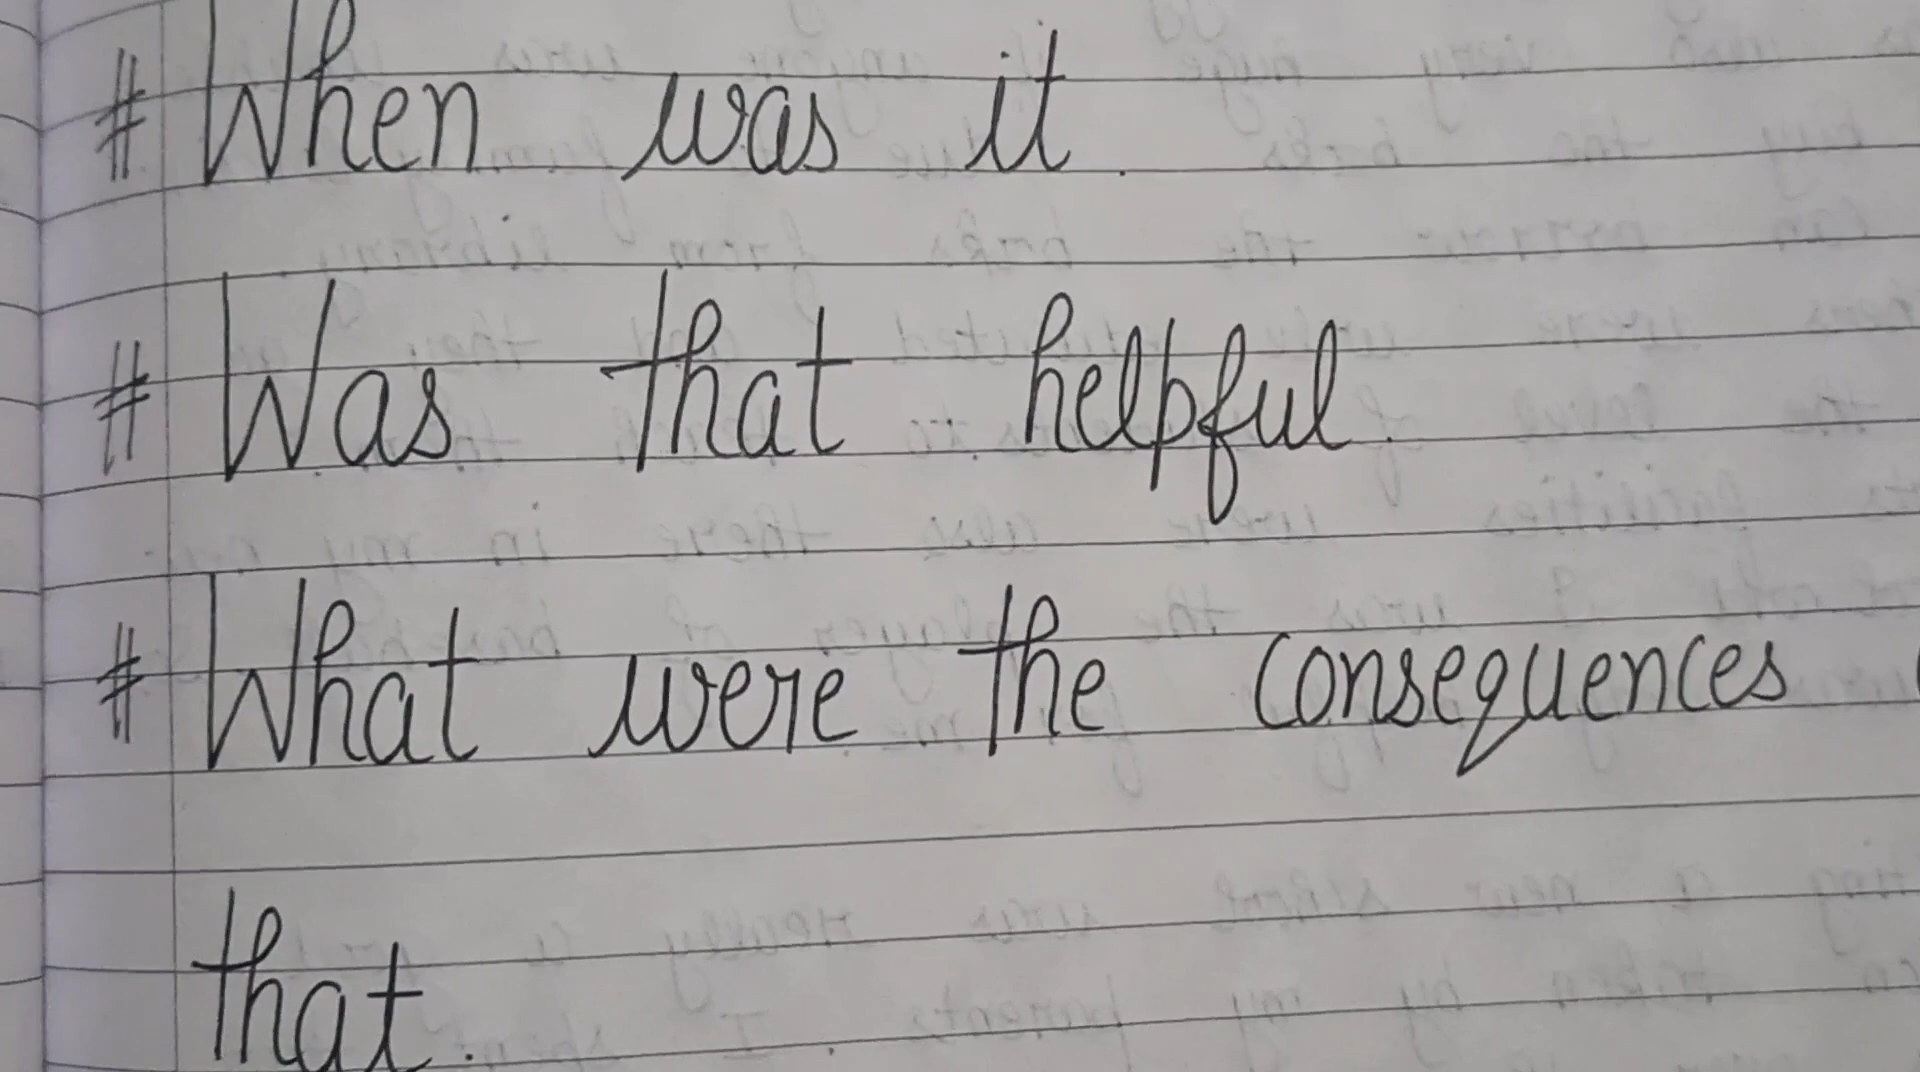 # When was it.
# Was that helpful.
# What were the consequences
that.